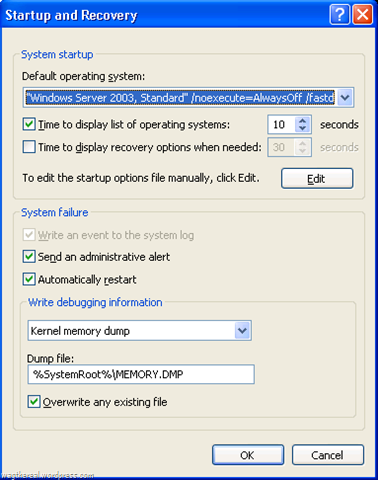 Startup and Recovery
System startup
Default operating system:
"Windows Server 2003, Standard" /noexecute=AlwaysOff /fastd
Time to display list of operating systems: 10 seconds
Time to display recovery options when needed: 30 seconds
To edit the startup options file manually, click Edit. Edit
System failure
Write an event to the system log
Send an administrative alert
Automatically restart
Write debugging information
Kernel memory dump
Dump file:
%SystemRoot%\MEMORY.DMP
Overwrite any existing file
OK Cancel